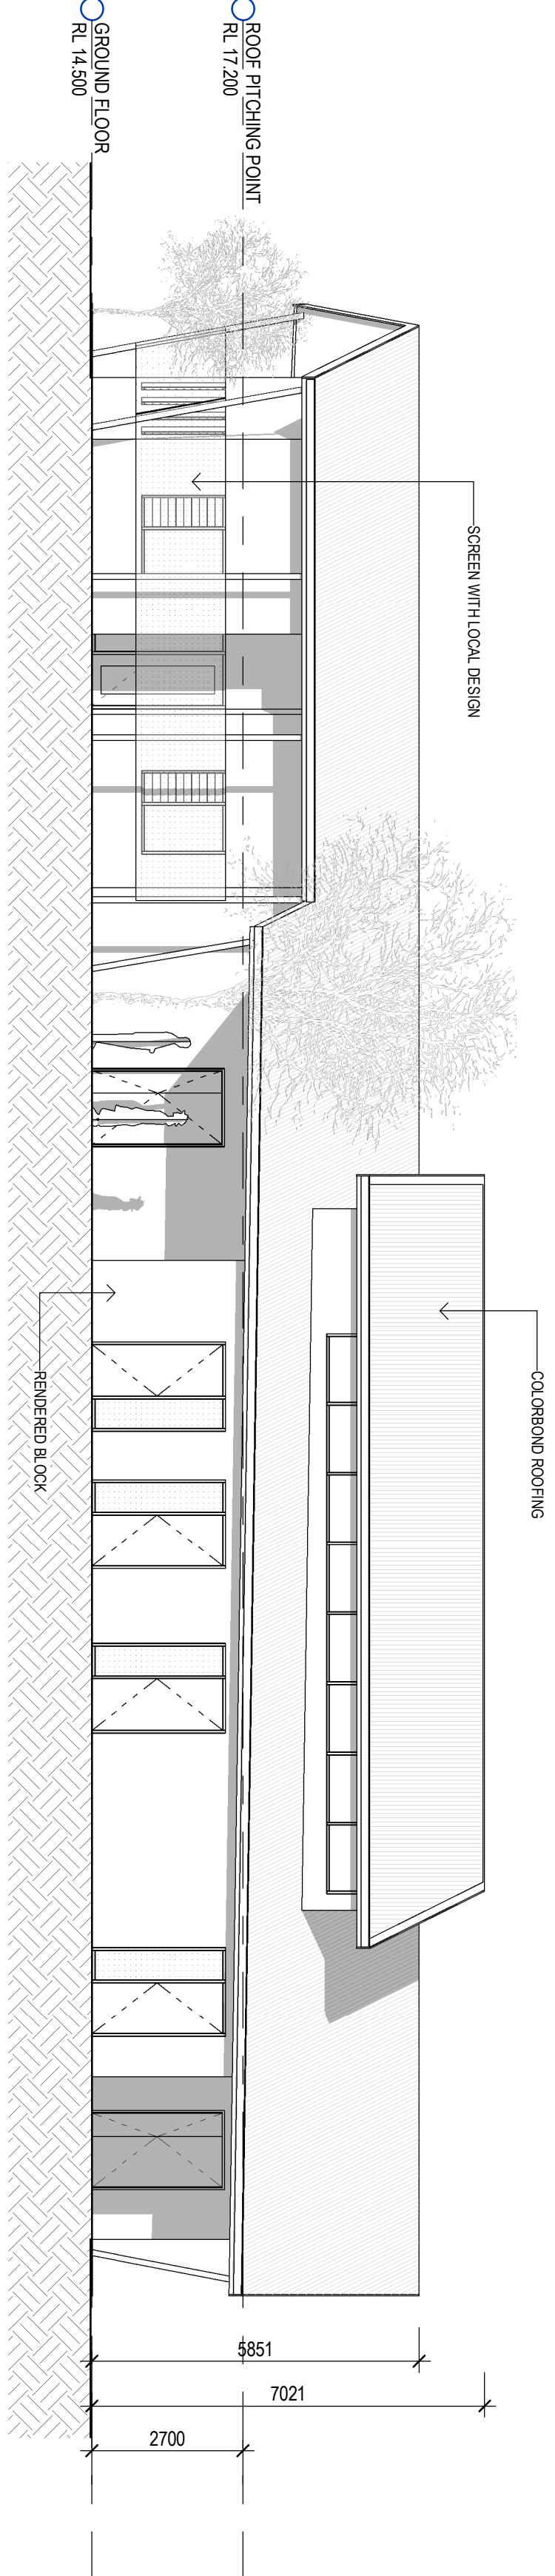 GROUND FLOOR
RL 14.500
ROOF PITCHING POINT
RL 17.200
SCREEN WITH LOCAL DESIGN
COLORBOND ROOFING
RENDERED BLOCK
5851
7021
2700